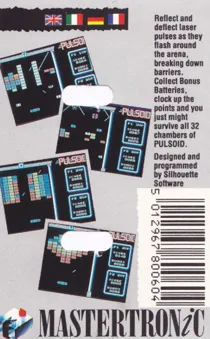 PULSOID
PULSOID
PULSOID
PULSOID
Reflect and
deflect laser
pulses as they
flash around
the arena,
breaking down
barriers.
Collect Bonus
Batteries,
clock up the
points and you
just might
survive all 32
chambers of
PULSOID.
Designed and
programmed
by Silhouette
Software
5 012967 800604
MASTERTRONiC